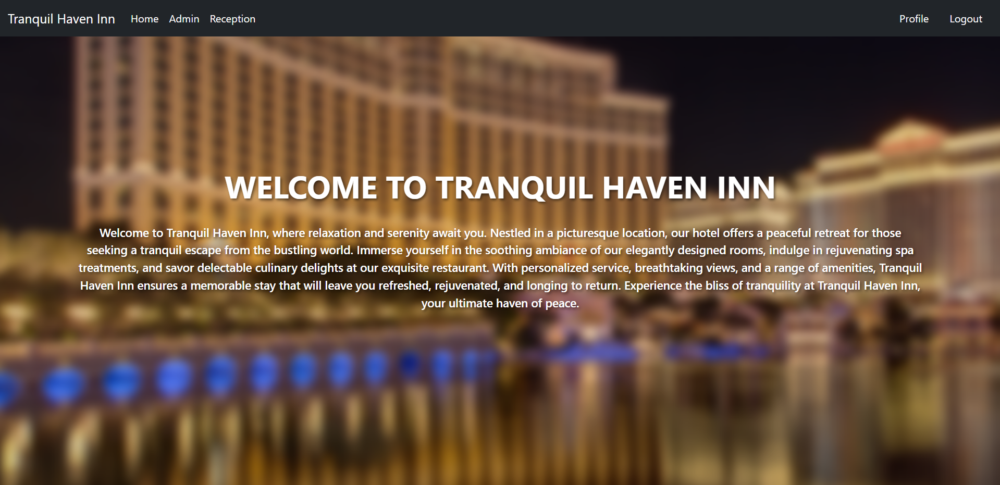 Tranquil Haven Inn Home Admin Reception Profile Logout
WELCOME TO TRANQUIL HAVEN INN
Welcome to Tranquil Haven Inn, where relaxation and serenity await you. Nestled in a picturesque location, our hotel offers a peaceful retreat for those
seeking a tranquil escape from the bustling world. Immerse yourself in the soothing ambiance of our elegantly designed rooms, indulge in rejuvenating spa
treatments, and savor delectable culinary delights at our exquisite restaurant. With personalized service, breathtaking views, and a range of amenities, Tranquil
Haven Inn ensures a memorable stay that will leave you refreshed, rejuvenated, and longing to return. Experience the bliss of tranquility at Tranquil Haven Inn,
your ultimate haven of peace.